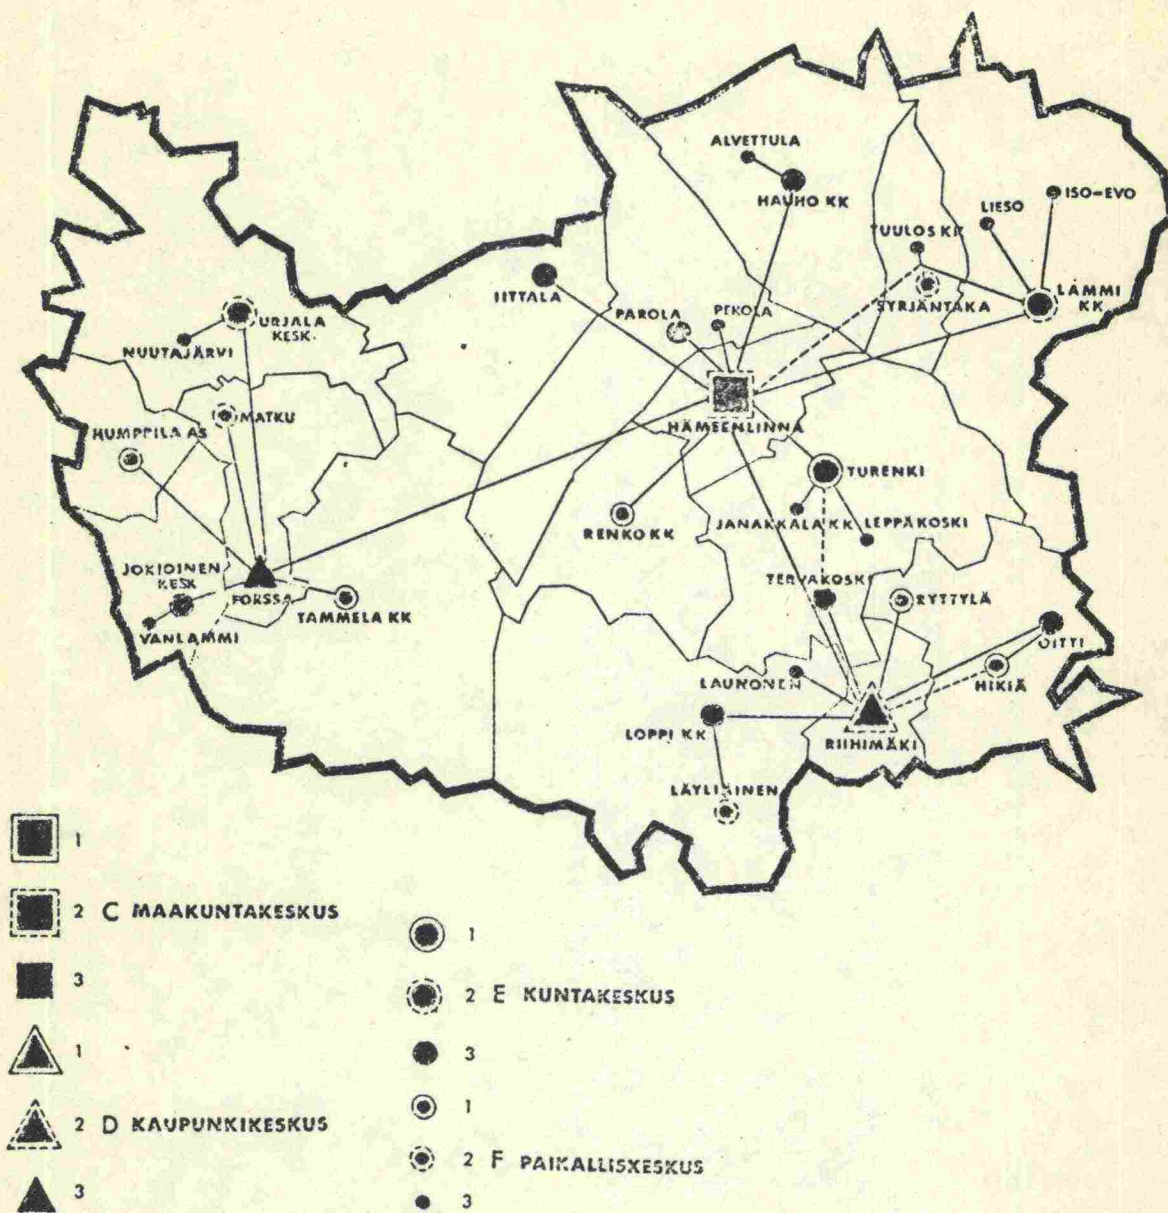 ALVETTULA
HAUHO KK
ISO-EVO
LIESO
TUULOS KK
IITTALA
LAMMI
KK
SYRJÄNTAKA
PAROLA
PEKOLA
URJALA
KESK.
NUUTAJÄRVI
MATKU
HUMPPILA AS
HÄMEENLINNA
TURENKI
RENKO KK
JANAKKALA KK
LEPPÄKOSKI
JOKIOINEN
KESK
FORSSA
TERVAKOSKI
RYTTYLÄ
TAMMELA KK
VANLAMMI
OITTI
LAUNONEN
HIKIÄ
LOPPI KK
RIIHIMÄKI
LÄYLIÄINEN
1
2 C MAAKUNTAKESKUS
3
1
2 D KAUPUNKIKESKUS
3
1
2 E KUNTAKESKUS
3
1
2 F PAIKALLISKESKUS
3